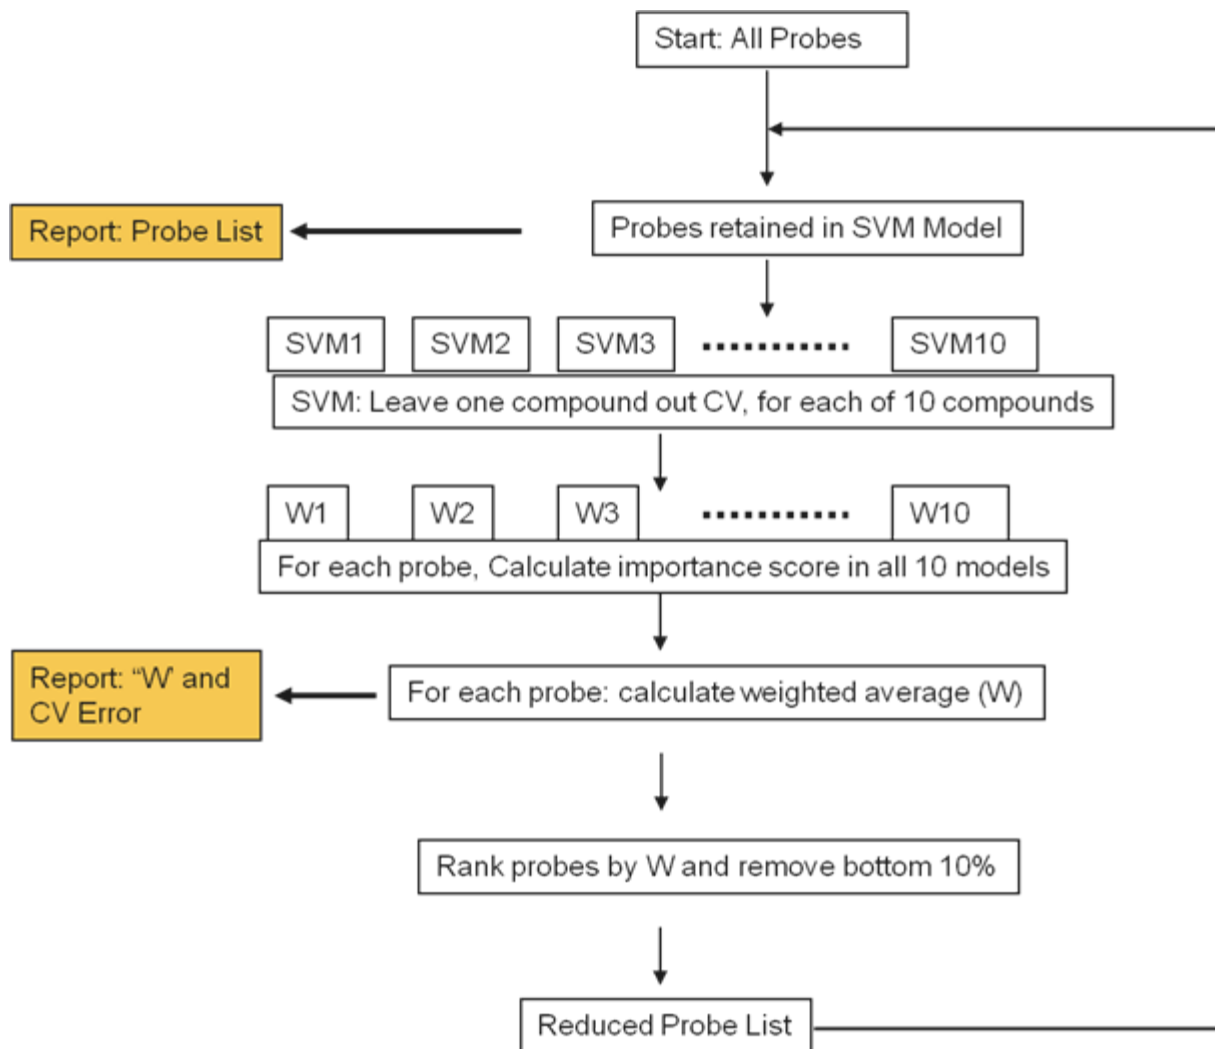 Start: All Probes
Report: Probe List
Probes retained in SVM Model
SVM1
SVM2
SVM3
SVM10
SVM: Leave one compound out CV, for each of 10 compounds
W1
W2
W3
W10
For each probe, Calculate importance score in all 10 models
Report: “W’ and
CV Error
For each probe: calculate weighted average (W)
Rank probes by W and remove bottom 10%
Reduced Probe List